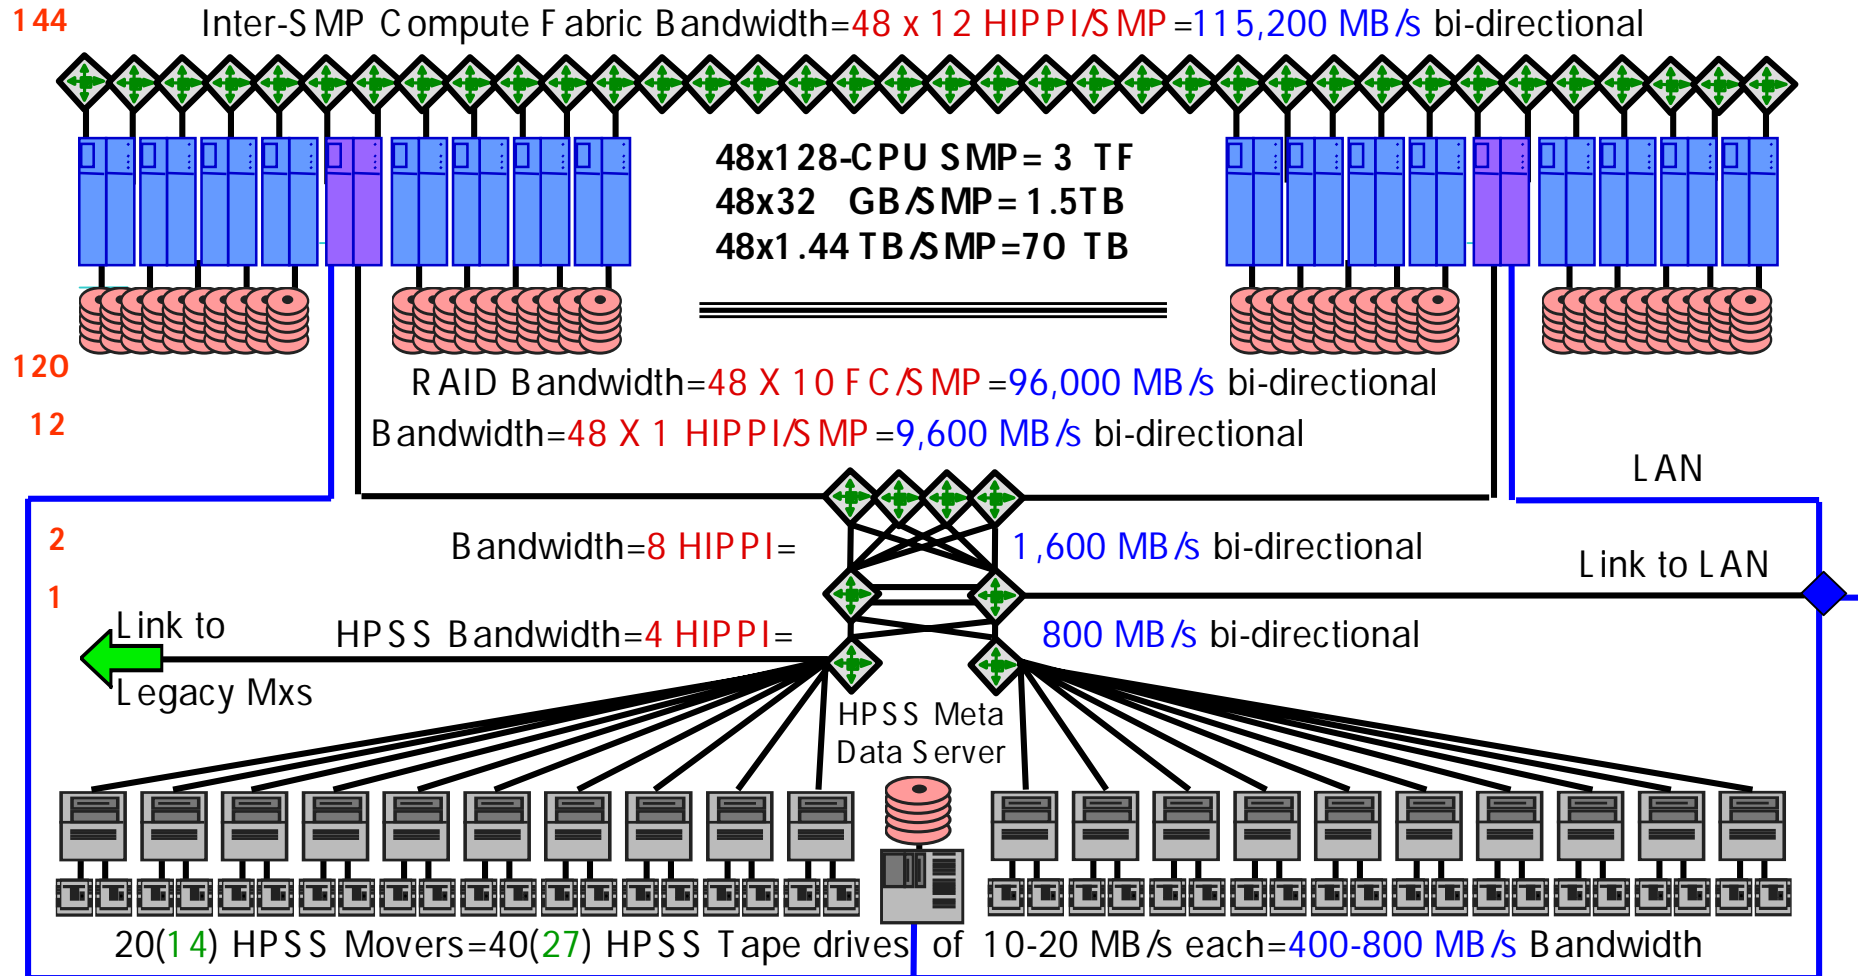 144
Inter-SMP Compute Fabric Bandwidth=48 x 12 HIPPI/SMP=115,200 MB/s bi-directional
48x128-CPU SMP= 3 TF
48x32 GB/SMP=1.5TB
48x1.44 TB/SMP=70 TB
120
RAID Bandwidth=48 X 10 FC/SMP=96,000 MB/s bi-directional
12
Bandwidth=48 X 1 HIPPI/SMP=9,600 MB/s bi-directional
LAN
2
Bandwidth=8 HIPPI= 1,600 MB/s bi-directional
Link to LAN
1
Link to
HPSS Bandwidth=4 HIPPI= 800 MB/s bi-directional
Legacy Mxs
HPSS Meta
Data Server
20(14) HPSS Movers=40(27) HPSS Tape drives of 10-20 MB/s each=400-800 MB/s Bandwidth